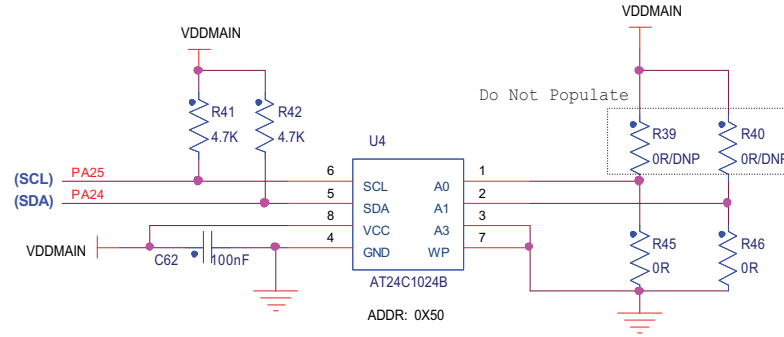 VDDMAIN
VDDMAIN
Do Not Populate
R41
4.7K
R42
4.7K
R39
0R/DNP
R40
0R/DNP
U4
(SCL) PA25
(SDA) PA24
6 SCL A0 1
5 SDA A1 2
8 VCC A3 3
4 GND WP 7
VDDMAIN
C62 100nF
R45
0R
R46
0R
AT24C1024B
ADDR: 0X50